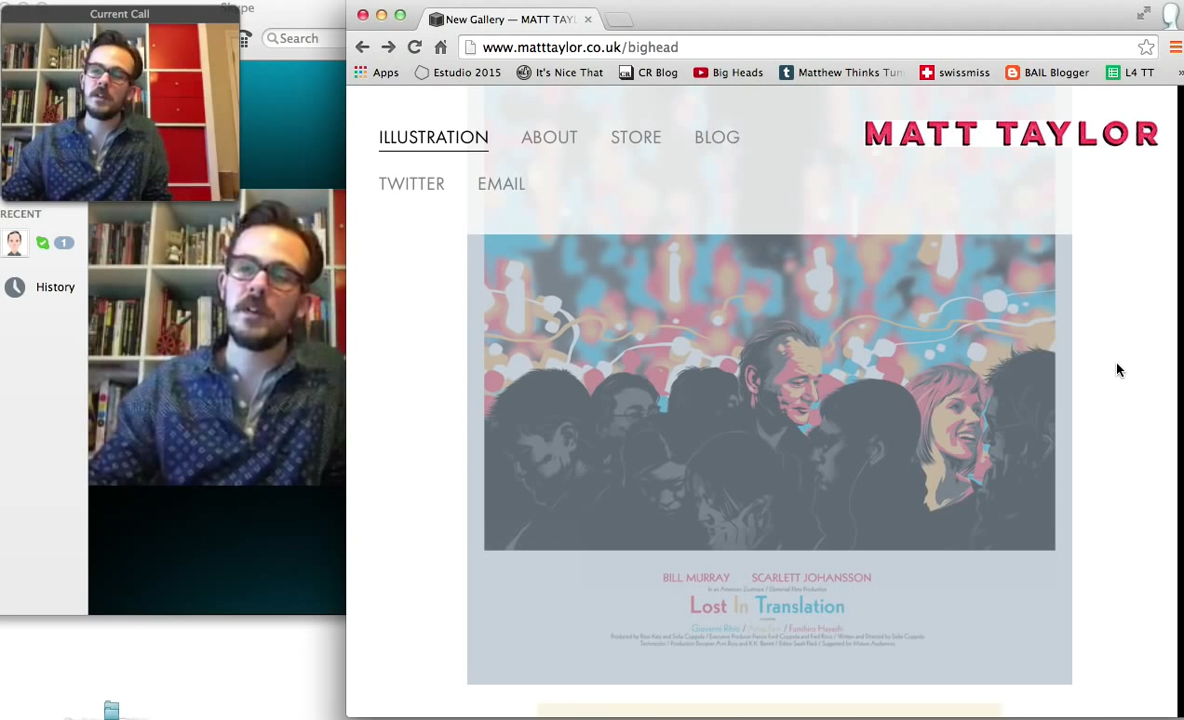 Current Call
Skype
Search
RECENT
1
History
New Gallery — MATT TAYL
www.matttaylor.co.uk/bighead
Apps
Estudio 2015
It's Nice That
CR Blog
Big Heads
Matthew Thinks Tum
swissmiss
BAIL Blogger
L4 TT
»
ILLUSTRATION
ABOUT
STORE
BLOG
MATT TAYLOR
TWITTER
EMAIL
BILL MURRAY SCARLETT JOHANSSON
Lost In Translation